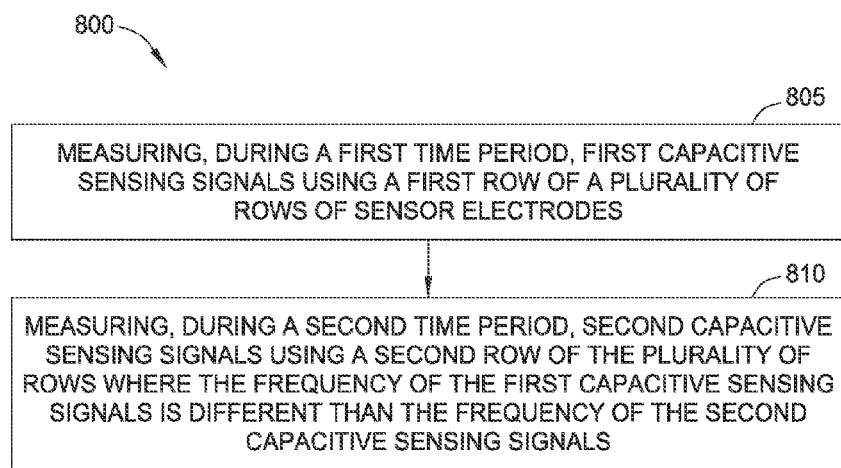 800
805
MEASURING, DURING A FIRST TIME PERIOD, FIRST CAPACITIVE
SENSING SIGNALS USING A FIRST ROW OF A PLURALITY OF
ROWS OF SENSOR ELECTRODES
810
MEASURING, DURING A SECOND TIME PERIOD, SECOND CAPACITIVE
SENSING SIGNALS USING A SECOND ROW OF THE PLURALITY OF
ROWS WHERE THE FREQUENCY OF THE FIRST CAPACITIVE SENSING
SIGNALS IS DIFFERENT THAN THE FREQUENCY OF THE SECOND
CAPACITIVE SENSING SIGNALS